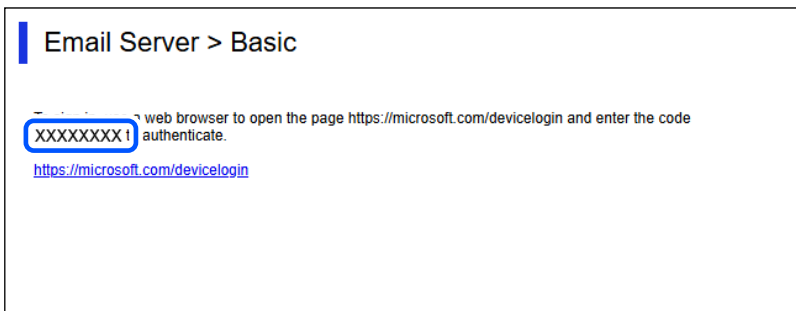 Email Server > Basic
web browser to open the page https://microsoft.com/devicelogin and enter the code
XXXXXXXX t authenticate.
https://microsoft.com/devicelogin